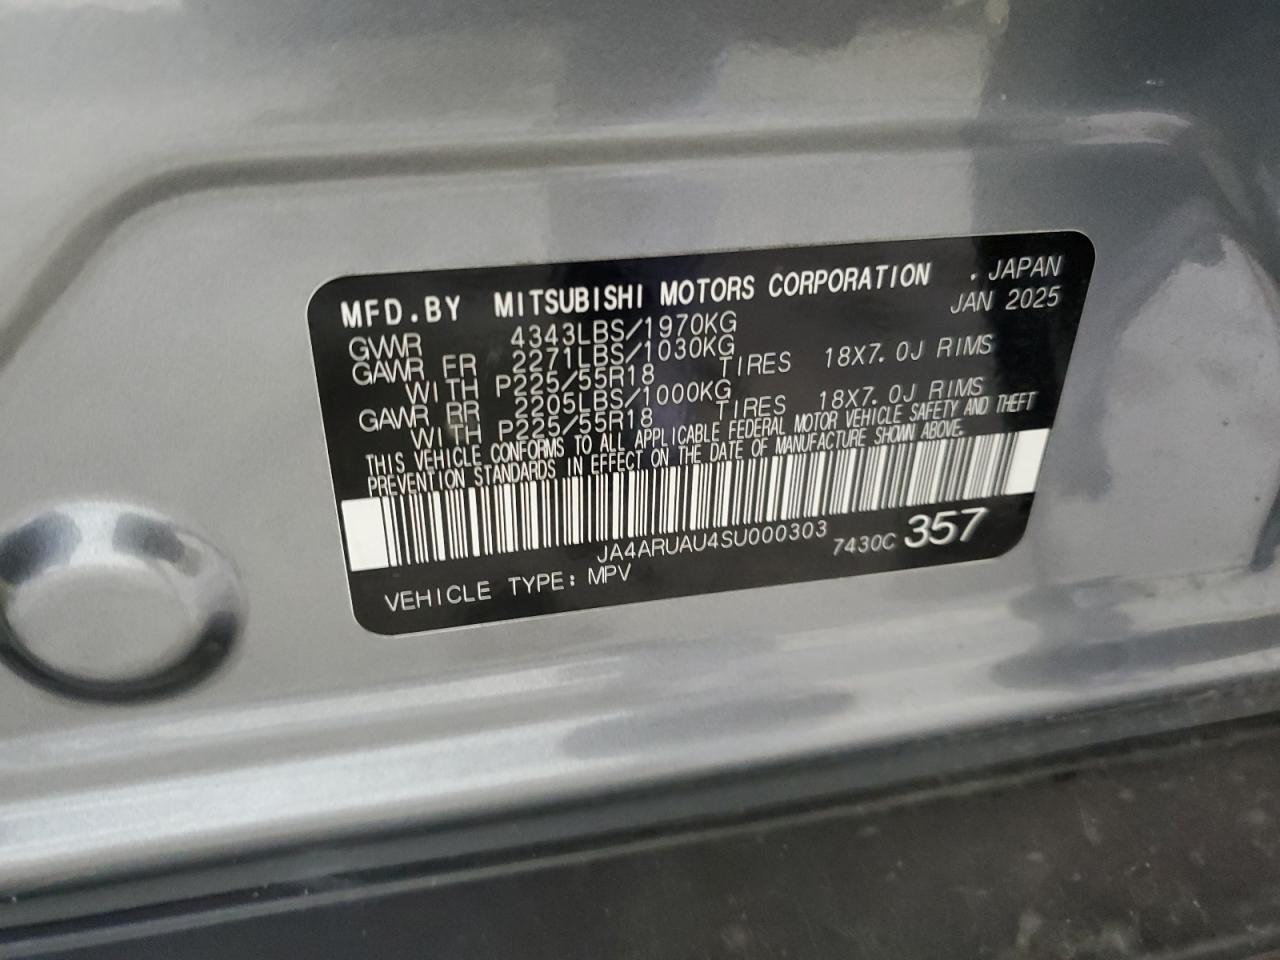 MFD.BY MITSUBISHI MOTORS CORPORATION . JAPAN
JAN 2025
GVWR 4343LBS/1970KG
GAWR FR 2271LBS/1030KG
WITH P225/55R18 TIRES 18X7.0J RIMS
GAWR RR 2205LBS/1000KG
WITH P225/55R18 TIRES 18X7.0J RIMS
THIS VEHICLE CONFORMS TO ALL APPLICABLE FEDERAL MOTOR VEHICLE SAFETY AND THEFT
PREVENTION STANDARDS IN EFFECT ON THE DATE OF MANUFACTURE SHOWN ABOVE.
JA4ARUAU4SU000303 7430C 357
VEHICLE TYPE: MPV